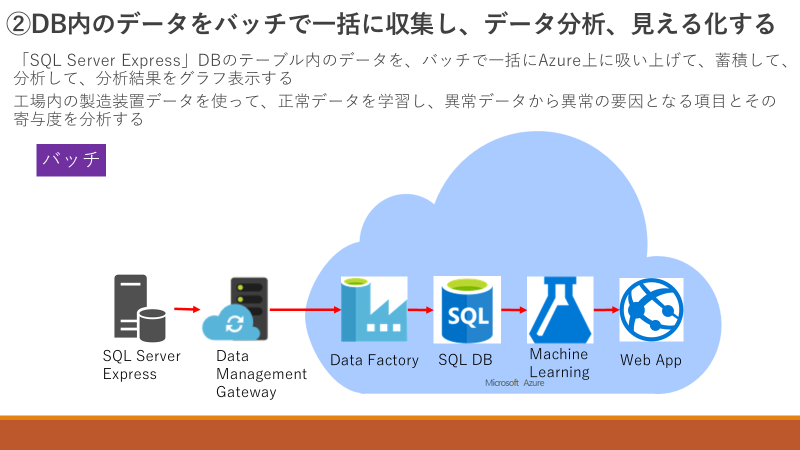 ②DB内のデータをバッチで一括に収集し、データ分析、見える化する
「SQL Server Express」DBのテーブル内のデータを、バッチで一括にAzure上に吸い上げて、蓄積して、
分析して、分析結果をグラフ表示する
工場内の製造装置データを使って、正常データを学習し、異常データから異常の要因となる項目とその
寄与度を分析する
バッチ
SQL
SQL Server
Express
Data
Management
Gateway
Data Factory
SQL DB
Machine
Learning
Web App
Microsoft Azure